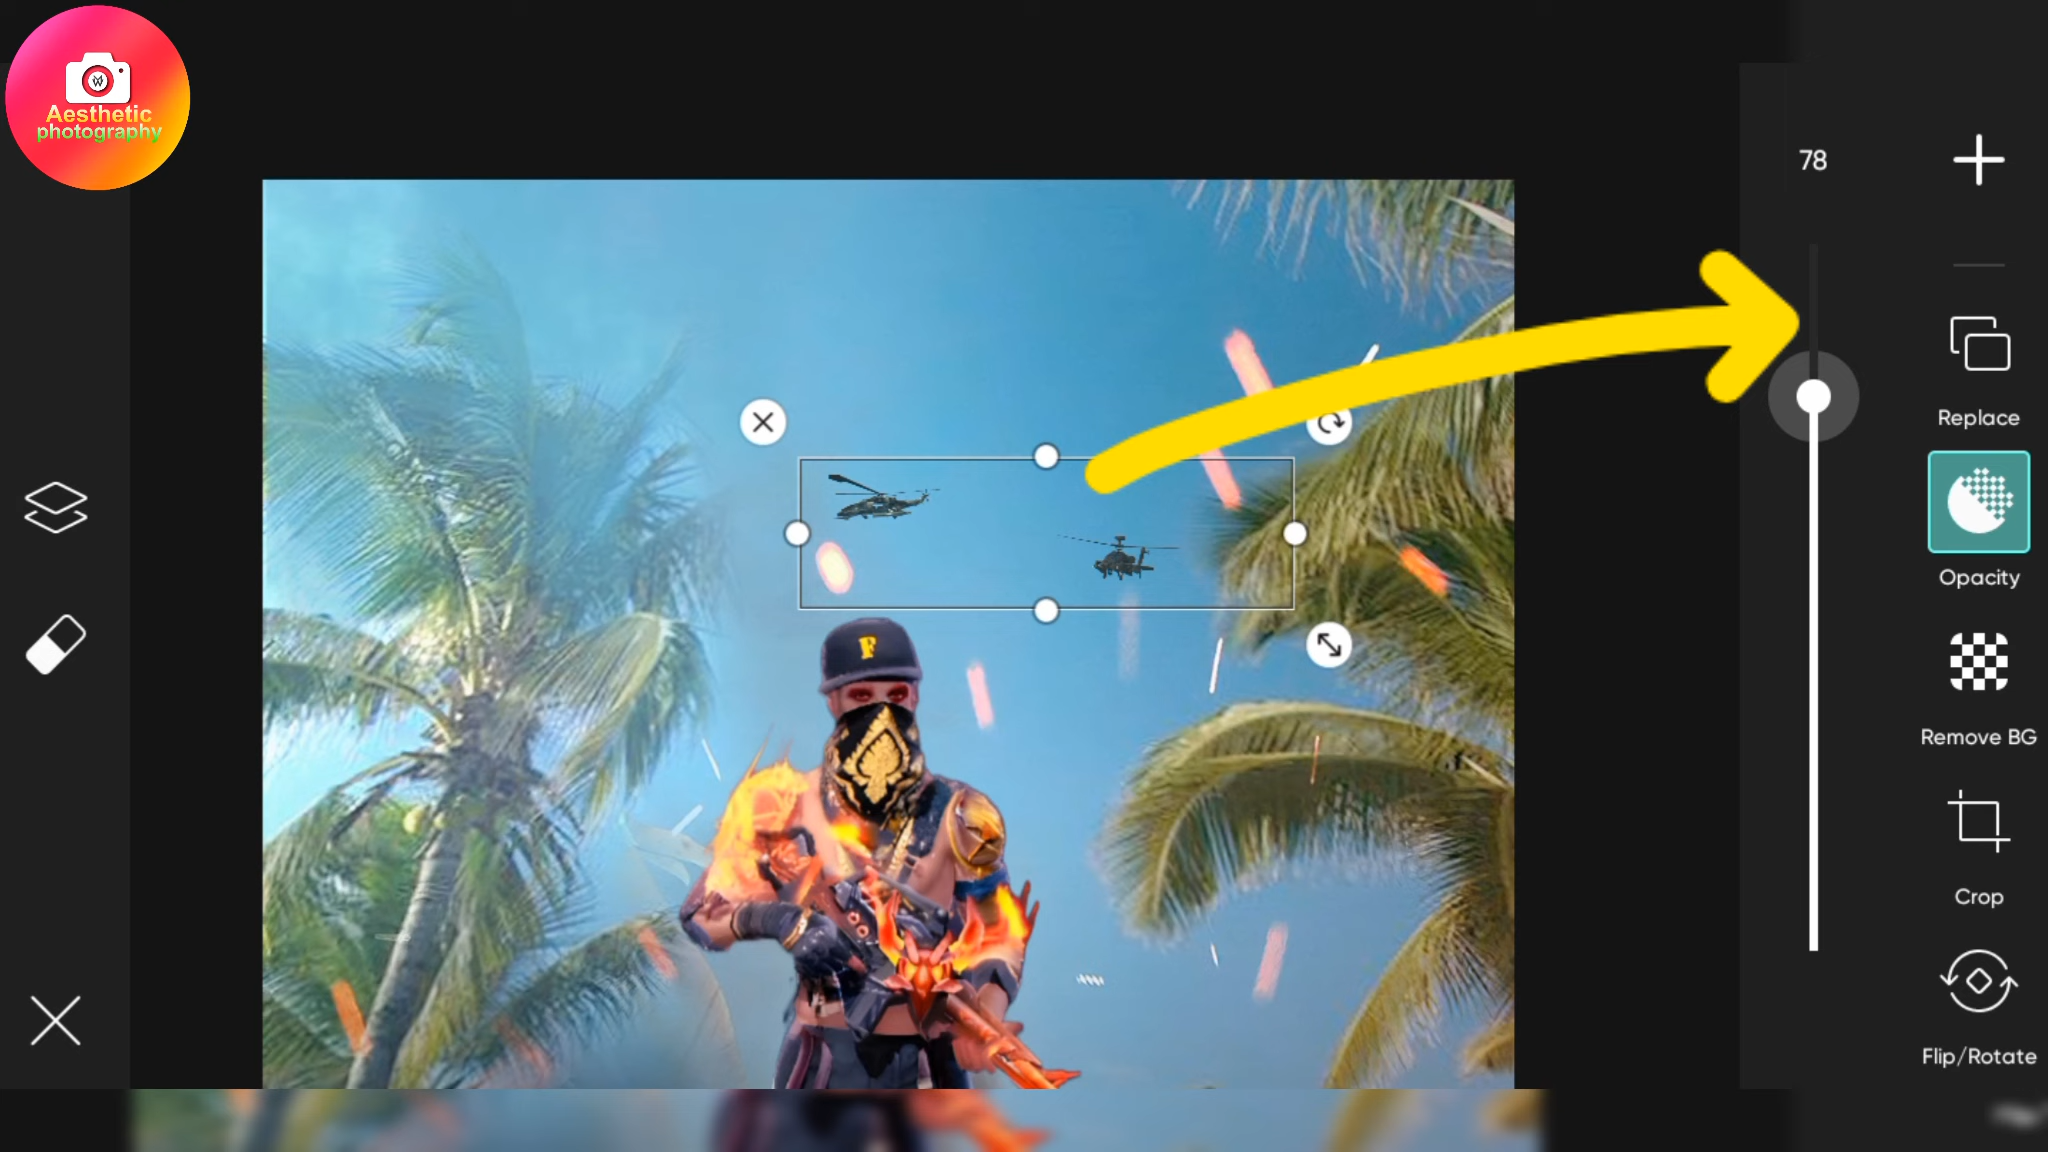 Aesthetic
photography
78
Replace
Opacity
Remove BG
Crop
Flip/Rotate
F